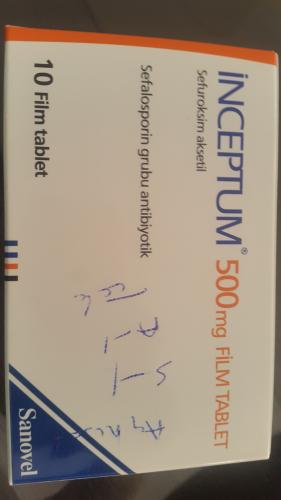 İNCEPTUM® 500 mg FİLM TABLET
Sefuroksim aksetil
Sefalosporin grubu antibiyotik
10 Film tablet
Sanovel